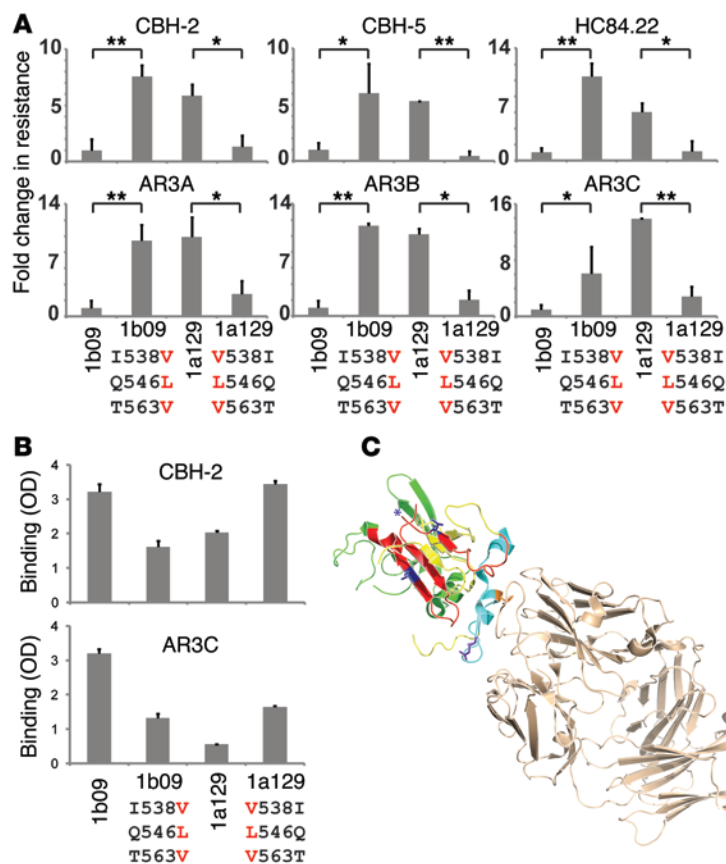 A
CBH-2 CBH-5 HC84.22
Fold change in resistance
10 5 0 ** *
10 5 0 * **
14 7 0 ** *
AR3A AR3B AR3C
14 7 0 ** *
14 7 0 ** *
16 8 0 * **
1b09 1b09 1a129 1a129 1b09 1b09 1a129 1a129 1b09 1b09 1a129 1a129
I538V V538I I538V V538I I538V V538I
Q546L L546Q Q546L L546Q Q546L L546Q
T563V V563T T563V V563T T563V V563T
B
CBH-2
Binding (OD)
4
3
2
1
0
AR3C
Binding (OD)
4
3
2
1
0
1b09 1b09 1a129 1a129
I538V V538I
Q546L L546Q
T563V V563T
C
*